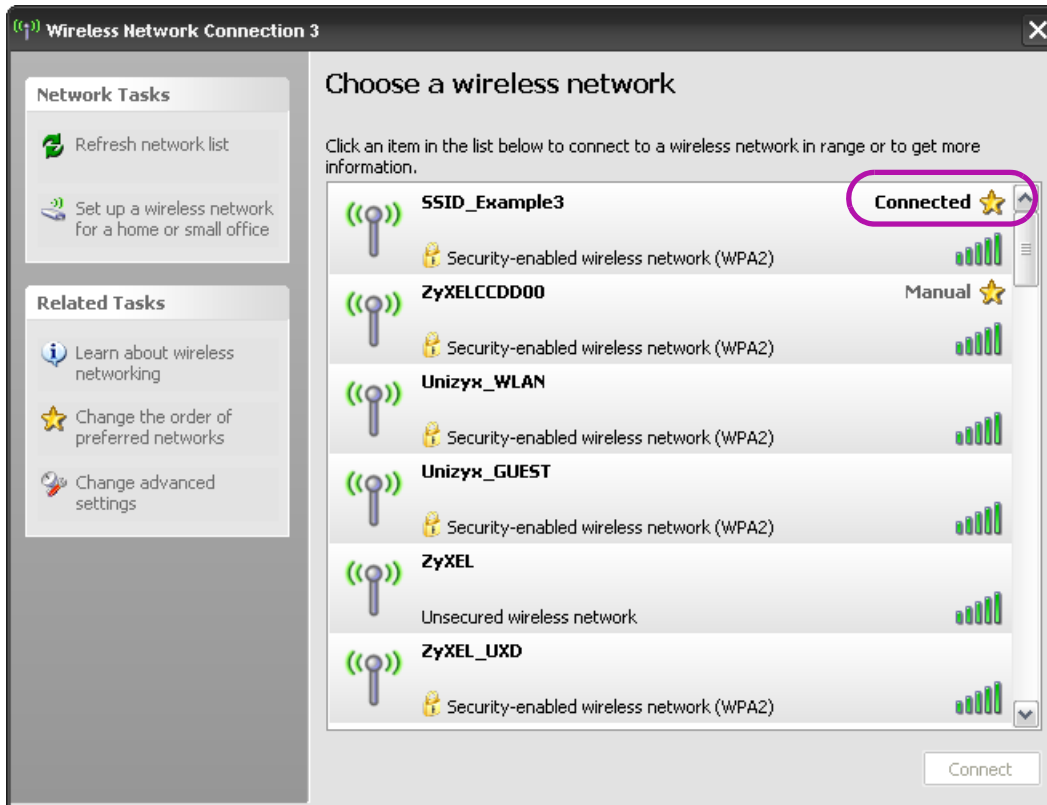 Wireless Network Connection 3
Network Tasks
Refresh network list
Set up a wireless network
for a home or small office
Related Tasks
Learn about wireless
networking
Change the order of
preferred networks
Change advanced
settings
Choose a wireless network
Click an item in the list below to connect to a wireless network in range or to get more
information.
SSID_Example3 Connected
Security-enabled wireless network (WPA2)
ZyXELCCDD00 Manual
Security-enabled wireless network (WPA2)
Unizyx_WLAN
Security-enabled wireless network (WPA2)
Unizyx_GUEST
Security-enabled wireless network (WPA2)
ZyXEL
Unsecured wireless network
ZyXEL_UXD
Security-enabled wireless network (WPA2)
Connect